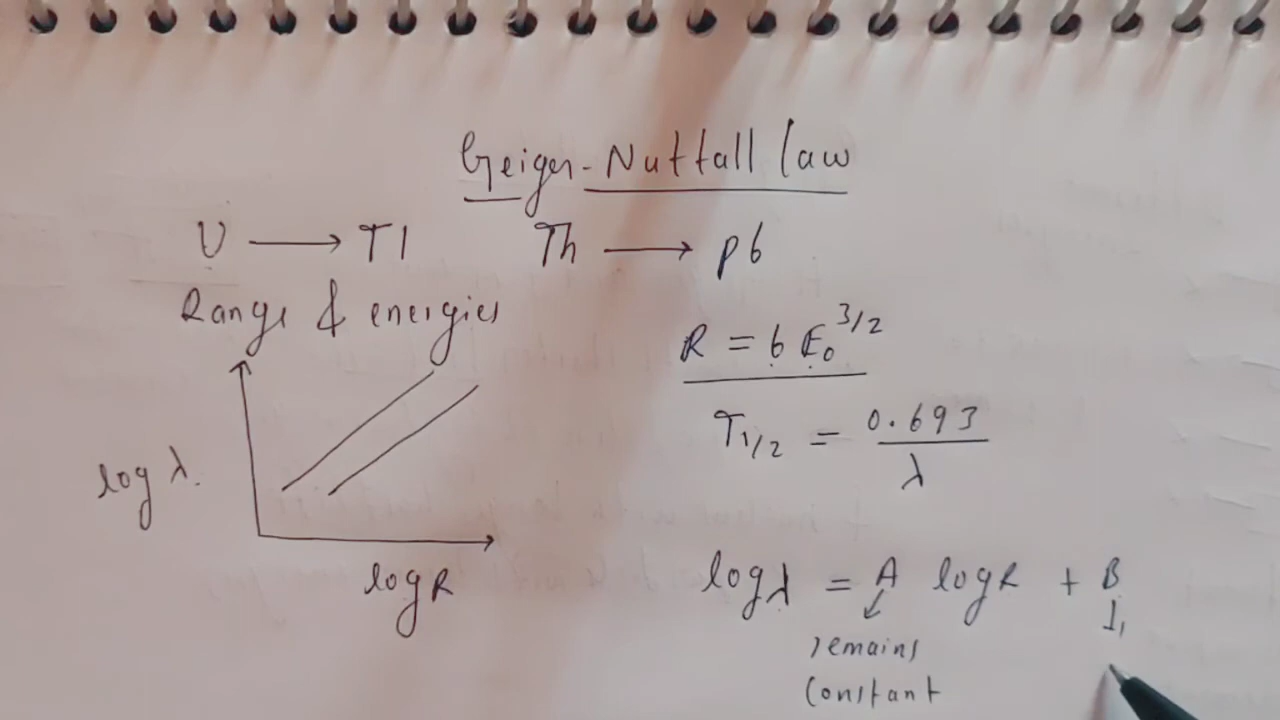 Geiger-Nuttall law
U ⟶ Tl Th ⟶ pb
Range & energies
R = b E₀^3/2
T1/2 = 0.693 / λ
log λ.
log R
log λ = A log R + B
remains
constant